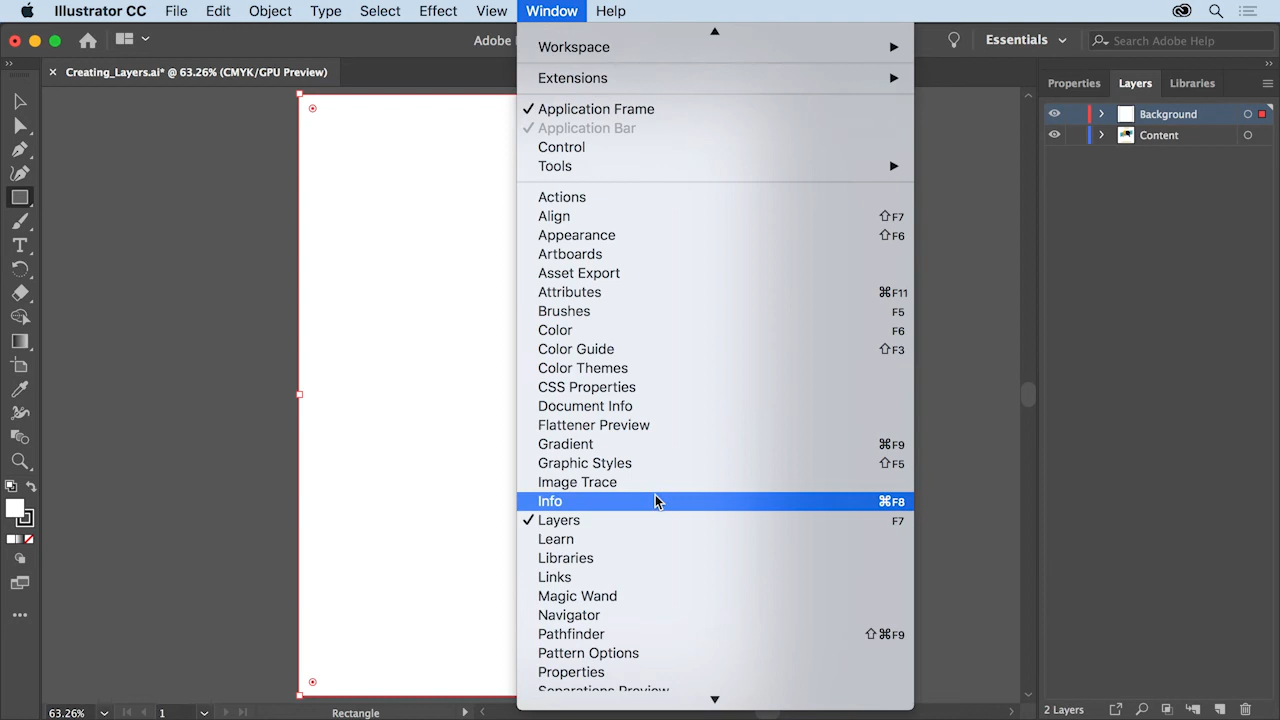 Illustrator CC File Edit Object Type Select Effect View Window Help
Adobe
Essentials
Search Adobe Help
Creating_Layers.ai* @ 63.26% (CMYK/GPU Preview)
Workspace
Extensions
Application Frame
Application Bar
Control
Tools
Actions
Align ⇧F7
Appearance ⇧F6
Artboards
Asset Export
Attributes ⌘F11
Brushes F5
Color F6
Color Guide ⇧F3
Color Themes
CSS Properties
Document Info
Flattener Preview
Gradient ⌘F9
Graphic Styles ⇧F5
Image Trace
Info ⌘F8
Layers F7
Learn
Libraries
Links
Magic Wand
Navigator
Pathfinder ⇧⌘F9
Pattern Options
Properties
Separations Preview
Properties Layers Libraries
Background
Content
63.26% 1 Rectangle
2 Layers